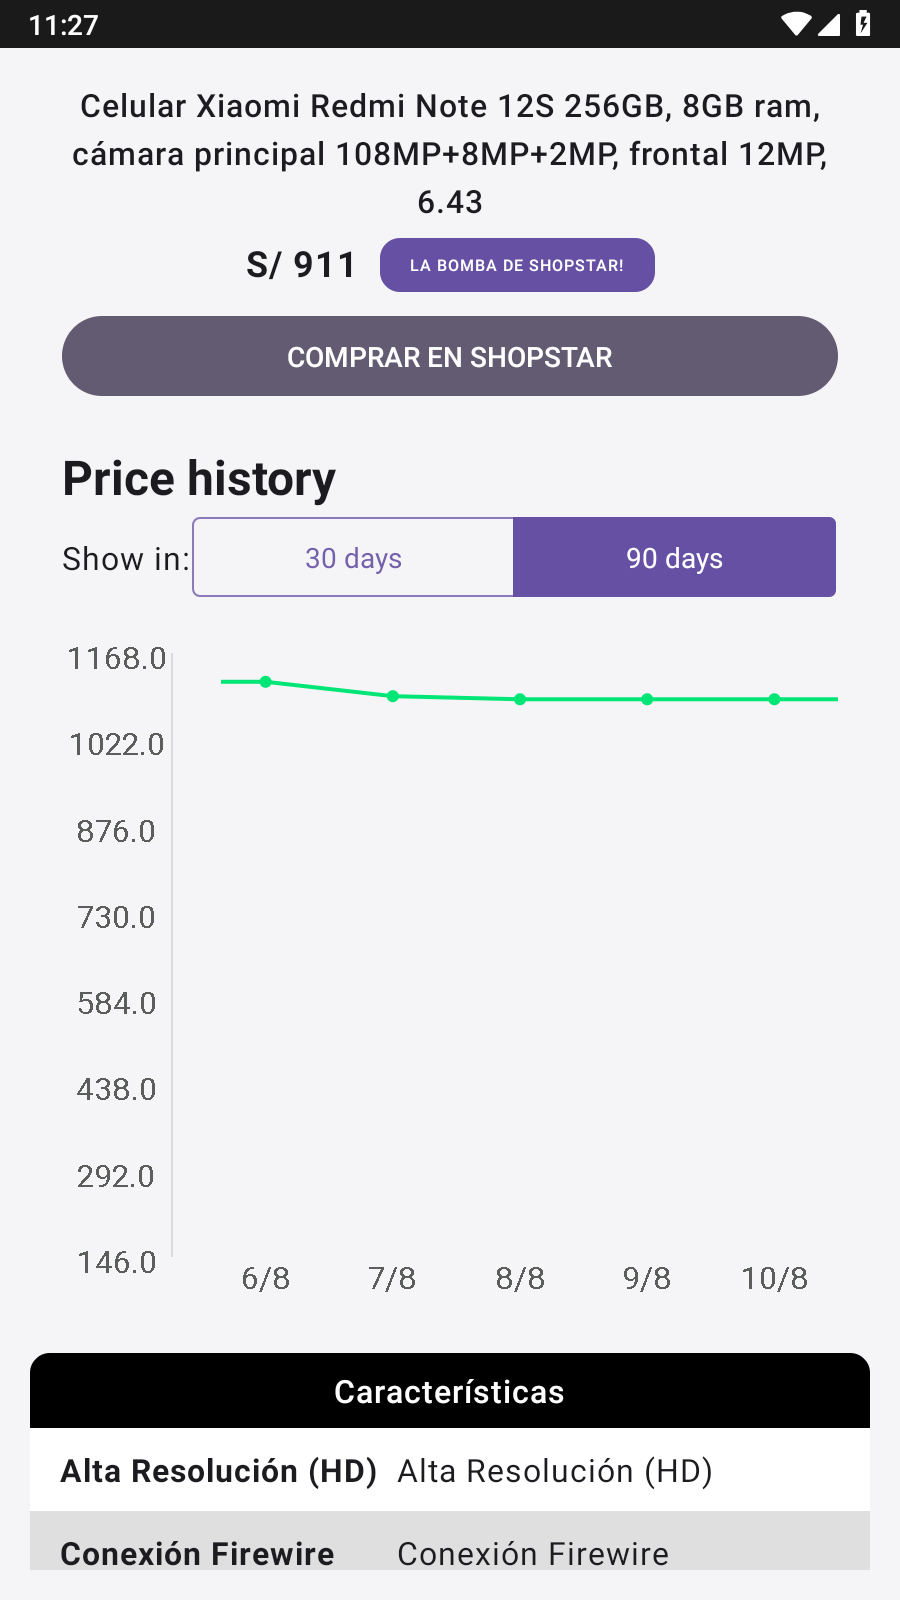 11:27
Celular Xiaomi Redmi Note 12S 256GB, 8GB ram,
cámara principal 108MP+8MP+2MP, frontal 12MP,
6.43
S/ 911 LA BOMBA DE SHOPSTAR!
COMPRAR EN SHOPSTAR
Price history
Show in: 30 days 90 days
1168.0
1022.0
876.0
730.0
584.0
438.0
292.0
146.0
6/8 7/8 8/8 9/8 10/8
Características
Alta Resolución (HD) Alta Resolución (HD)
Conexión Firewire Conexión Firewire